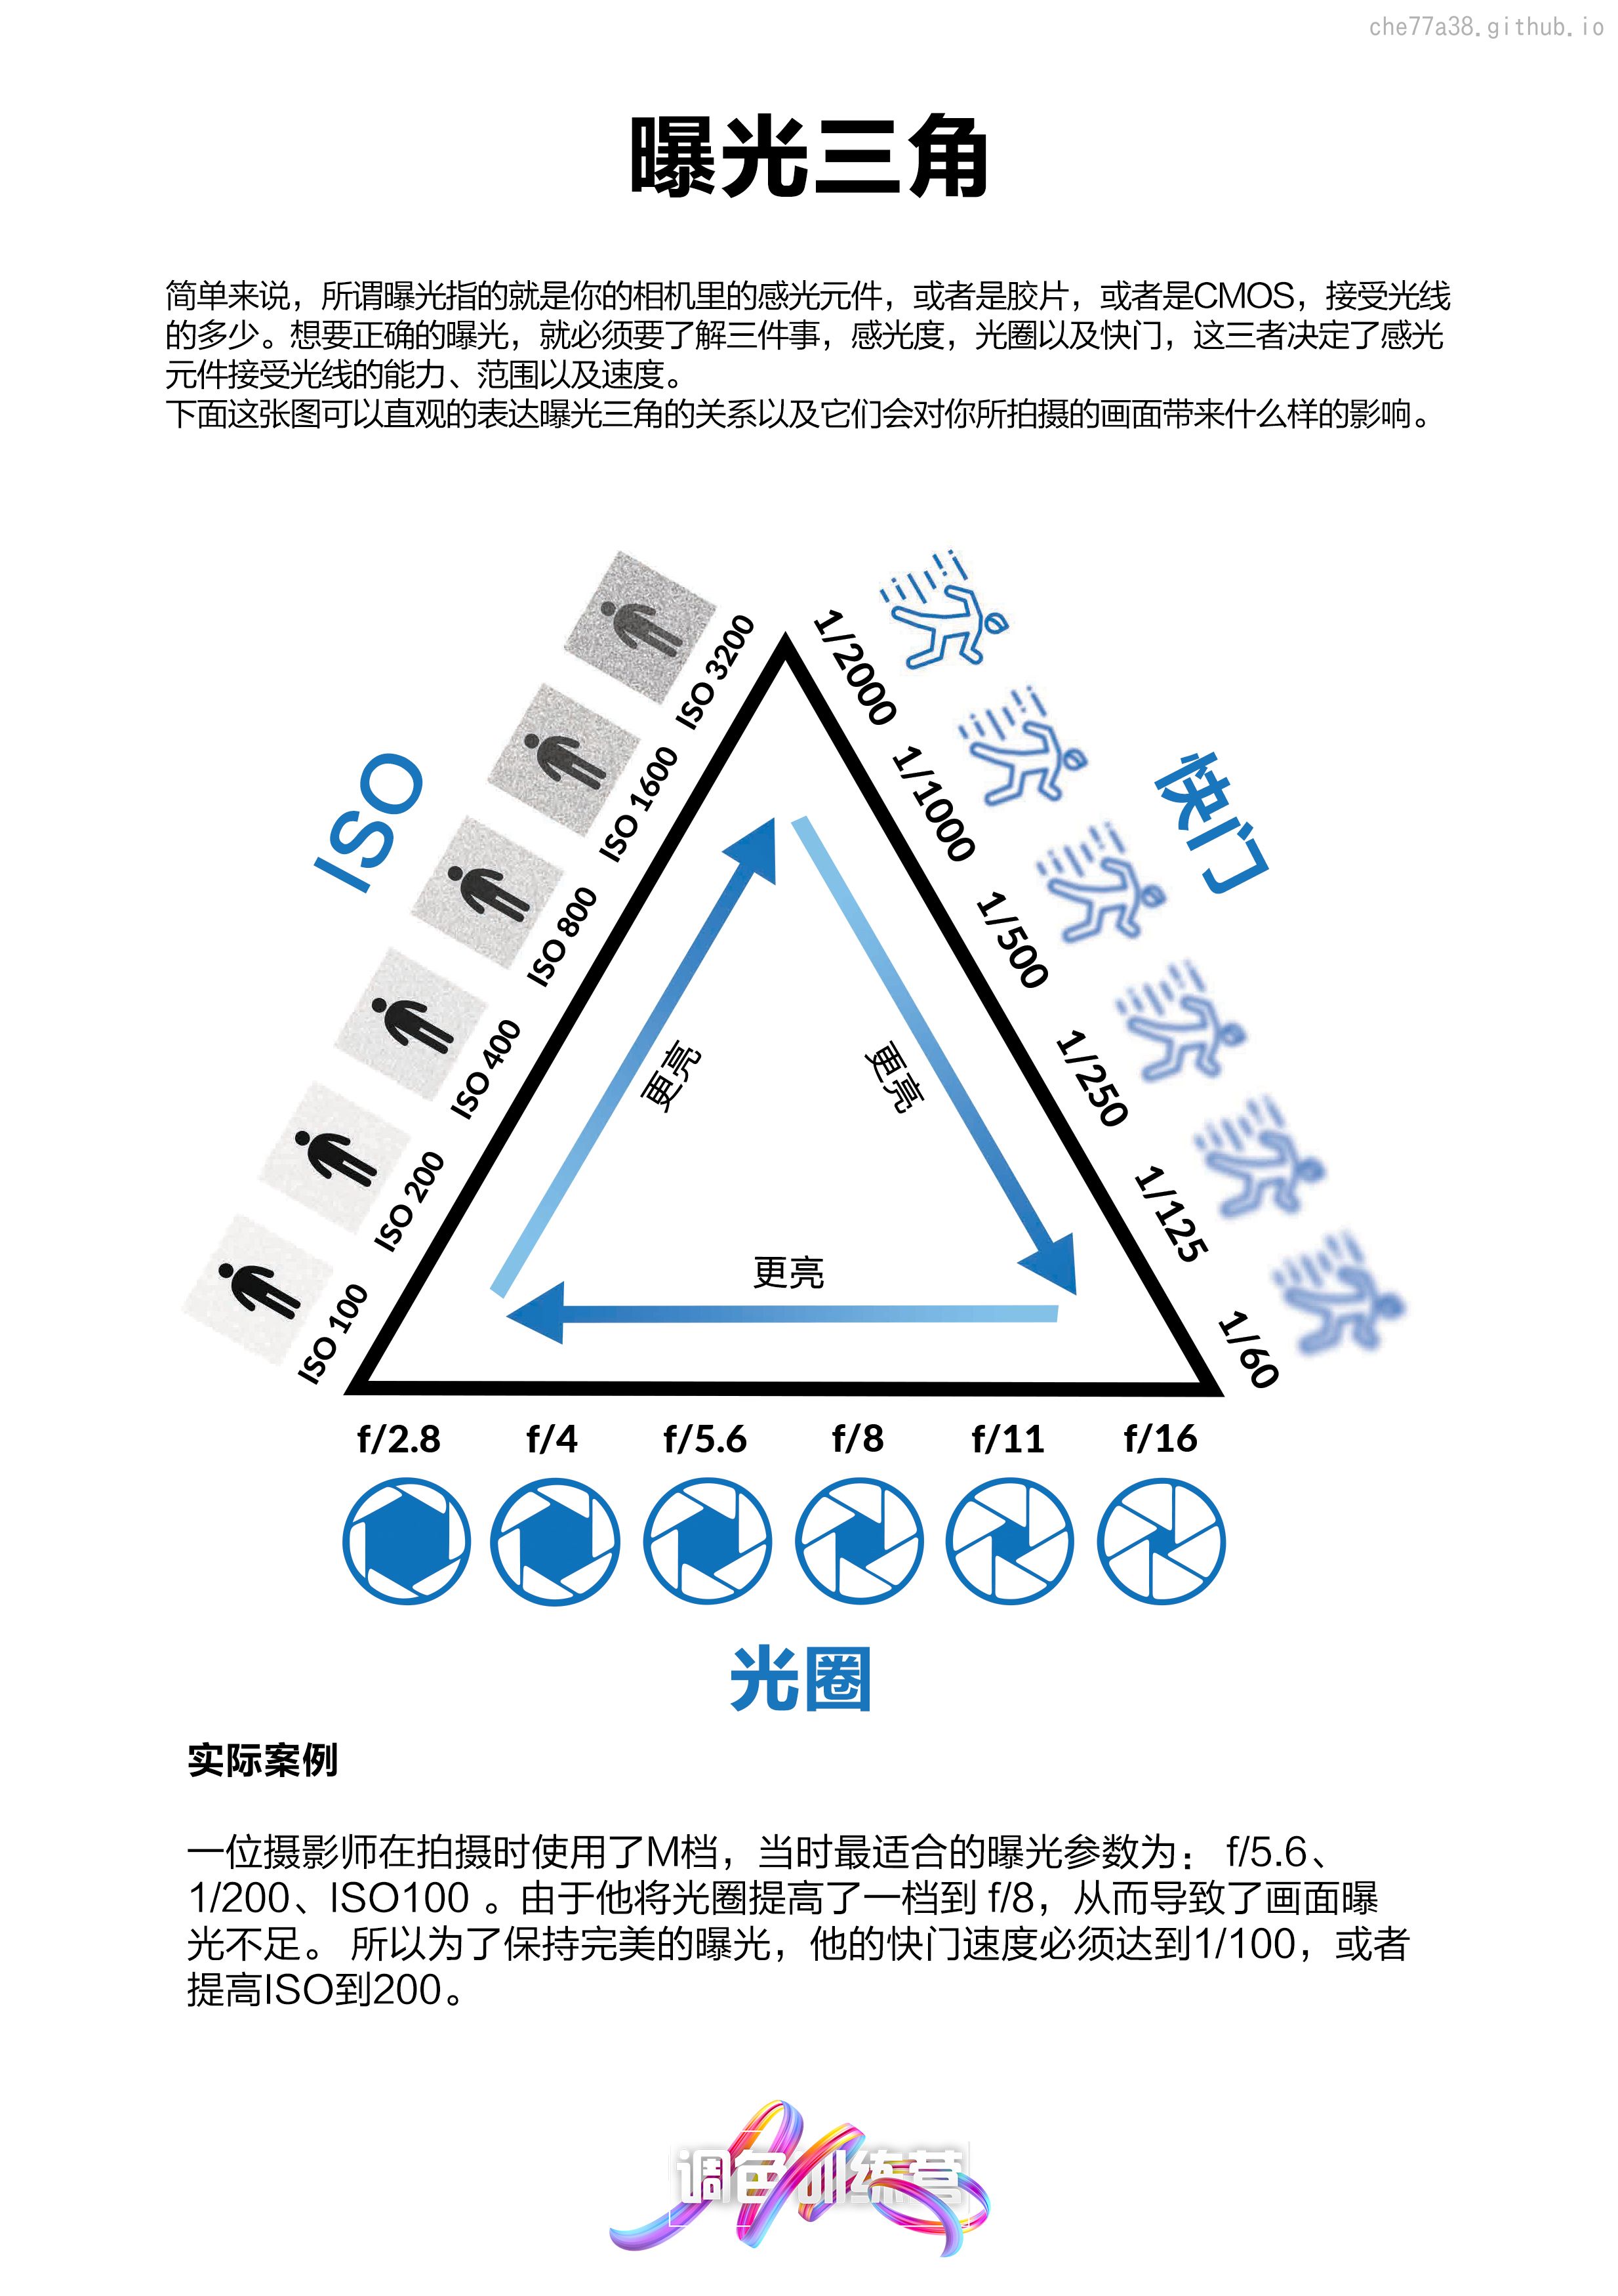 che77a38.github.io
曝光三角
简单来说，所谓曝光指的就是你的相机里的感光元件，或者是胶片，或者是CMOS，接受光线
的多少。想要正确的曝光，就必须要了解三件事，感光度，光圈以及快门，这三者决定了感光
元件接受光线的能力、范围以及速度。
下面这张图可以直观的表达曝光三角的关系以及它们会对你所拍摄的画面带来什么样的影响。
ISO
ISO 3200
ISO 1600
ISO 800
ISO 400
ISO 200
ISO 100
快门
1/2000
1/1000
1/500
1/250
1/125
1/60
更亮
更亮
更亮
f/2.8 f/4 f/5.6 f/8 f/11 f/16
光圈
实际案例
一位摄影师在拍摄时使用了M档，当时最适合的曝光参数为： f/5.6、
1/200、ISO100 。由于他将光圈提高了一档到 f/8，从而导致了画面曝
光不足。 所以为了保持完美的曝光，他的快门速度必须达到1/100，或者
提高ISO到200。
调色训练营